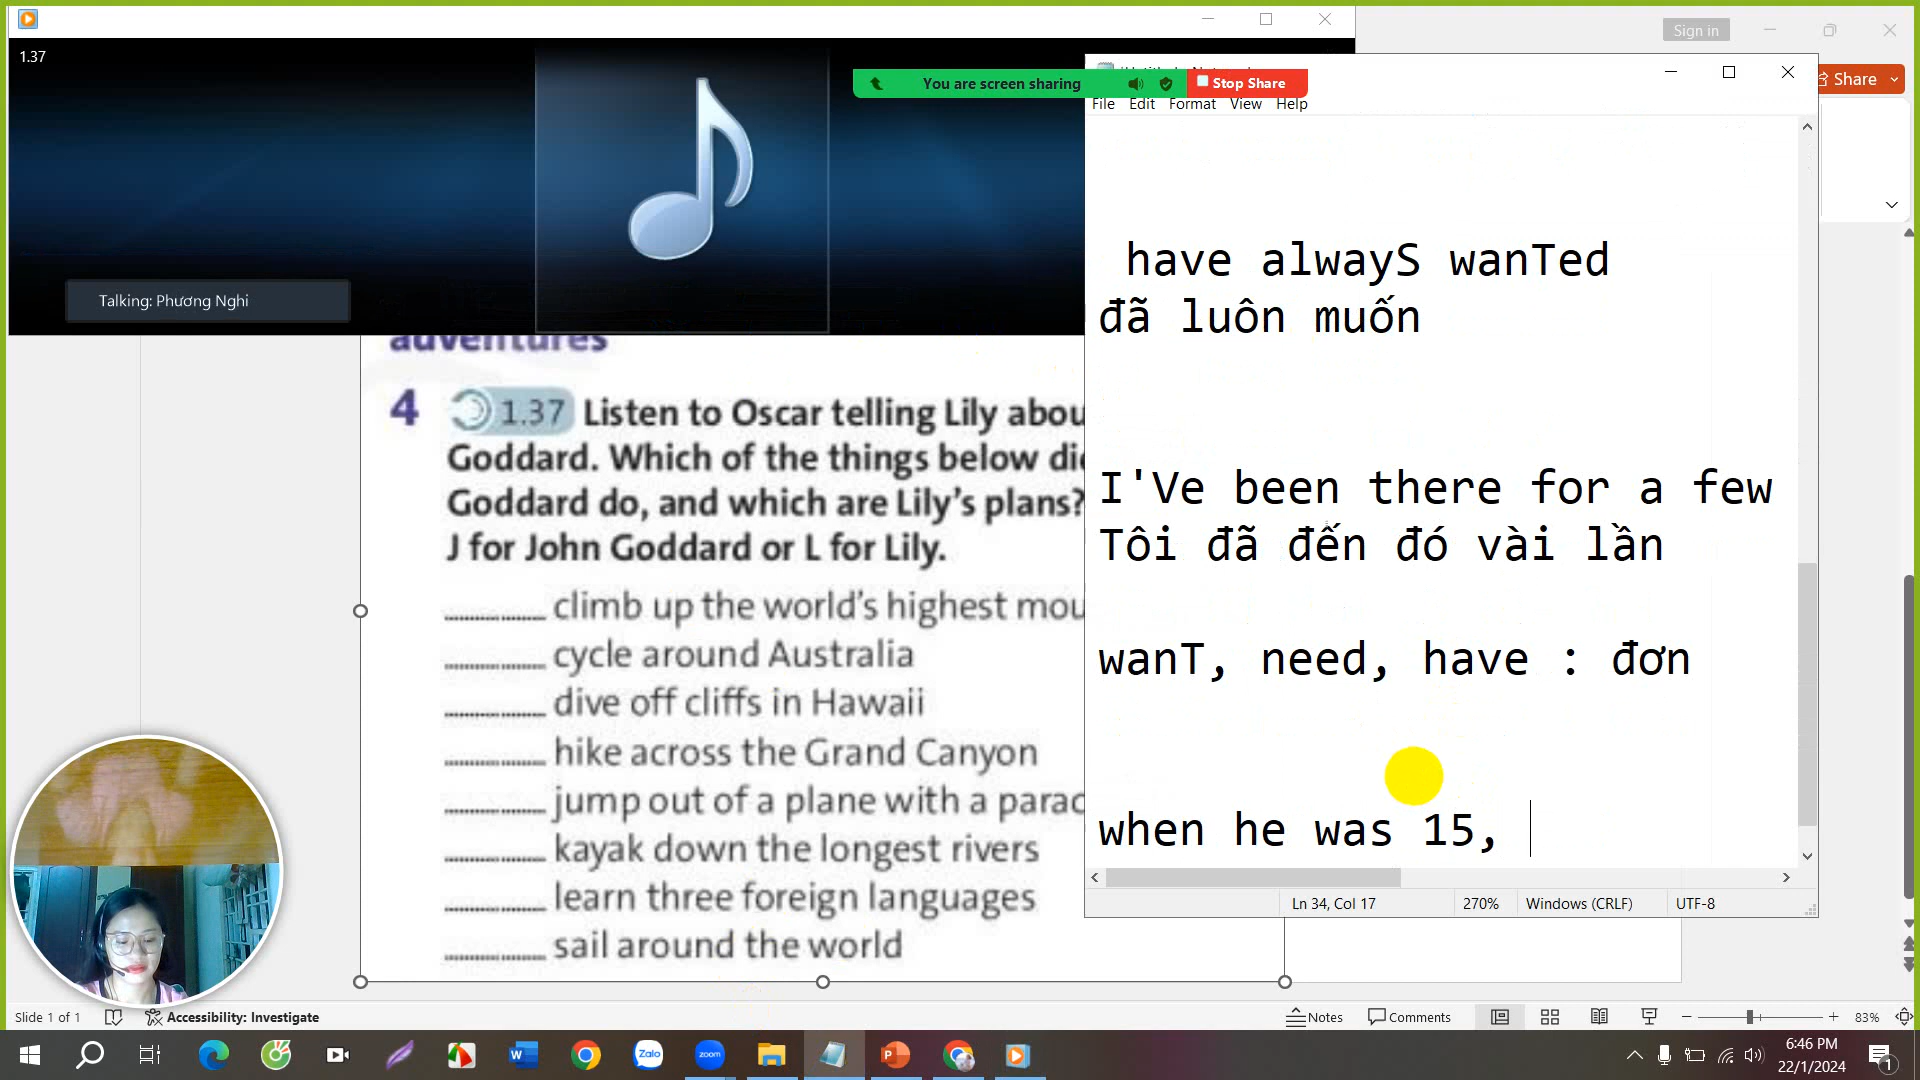 Sign in
1.37
You are screen sharing
Stop Share
Share
File Edit Format View Help
have alwayS wanTed
đã luôn muốn
Talking: Phương Nghi
adventures
4 1.37 Listen to Oscar telling Lily abou
Goddard. Which of the things below di
Goddard do, and which are Lily's plans?
J for John Goddard or L for Lily.
climb up the world's highest mou
cycle around Australia
dive off cliffs in Hawaii
hike across the Grand Canyon
jump out of a plane with a parac
kayak down the longest rivers
learn three foreign languages
sail around the world
I'Ve been there for a few
Tôi đã đến đó vài lần
wanT, need, have : đơn
when he was 15,
Ln 34, Col 17 270% Windows (CRLF) UTF-8
Slide 1 of 1 Accessibility: Investigate Notes Comments 83%
Zalo zoom
6:46 PM
22/1/2024
1